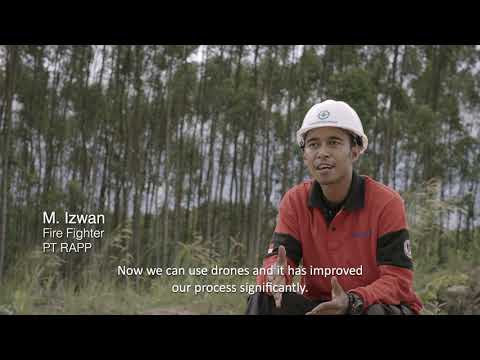 M. Izwan
Fire Fighter
PT RAPP
Now we can use drones and it has improved
our process significantly.